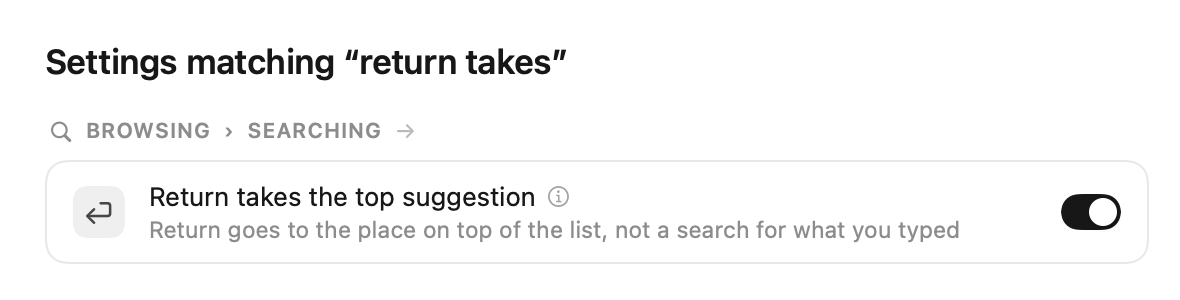 Settings matching “return takes”
BROWSING › SEARCHING →
Return takes the top suggestion
Return goes to the place on top of the list, not a search for what you typed